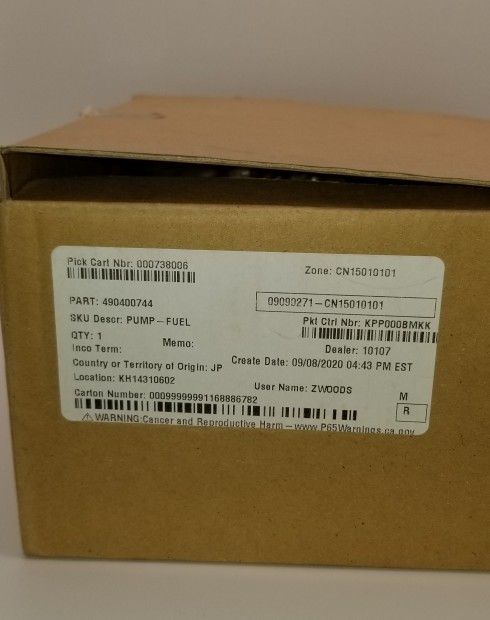 Pick Cart Nbr: 000738006
Zone: CN15010101
PART: 490400744
09090271-CN15010101
SKU Descr: PUMP-FUEL
Pkt Ctrl Nbr: KPP000BMKK
QTY: 1
Memo:
Dealer: 10107
Inco Term:
Create Date: 09/08/2020 04:43 PM EST
Country or Territory of Origin: JP
Location: KH14310602
User Name: ZWOODS
M
Carton Number: 00099999991168886782
R
⚠ WARNING:Cancer and Reproductive Harm-www.P65Warnings.ca.gov